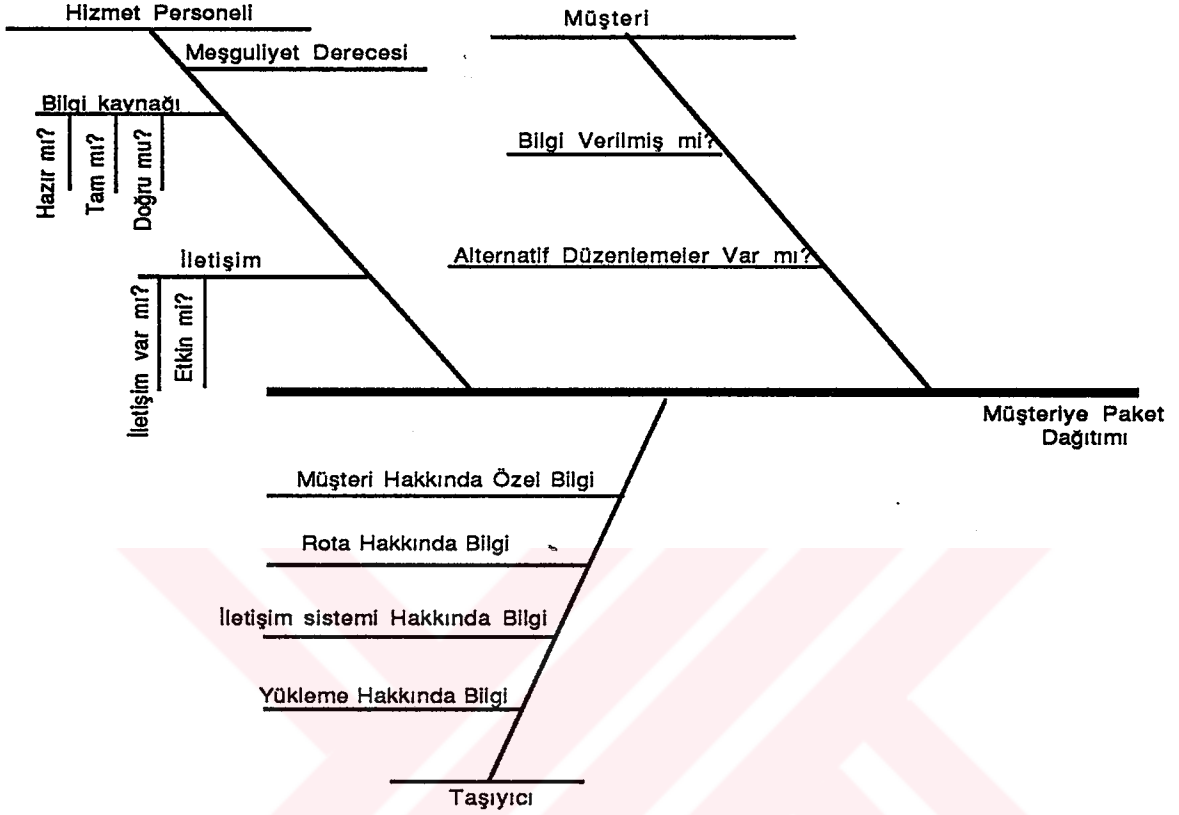 Hizmet Personeli
Müşteri
Meşguliyet Derecesi
Bilgi kaynağı
Hazır mı?
Tam mı?
Doğru mu?
Bilgi Verilmiş mi?
İletişim
Alternatif Düzenlemeler Var mı?
İletişim var mı?
Etkin mi?
Müşteriye Paket
Dağıtımı
Müşteri Hakkında Özel Bilgi
Rota Hakkında Bilgi
İletişim sistemi Hakkında Bilgi
Yükleme Hakkında Bilgi
Taşıyıcı